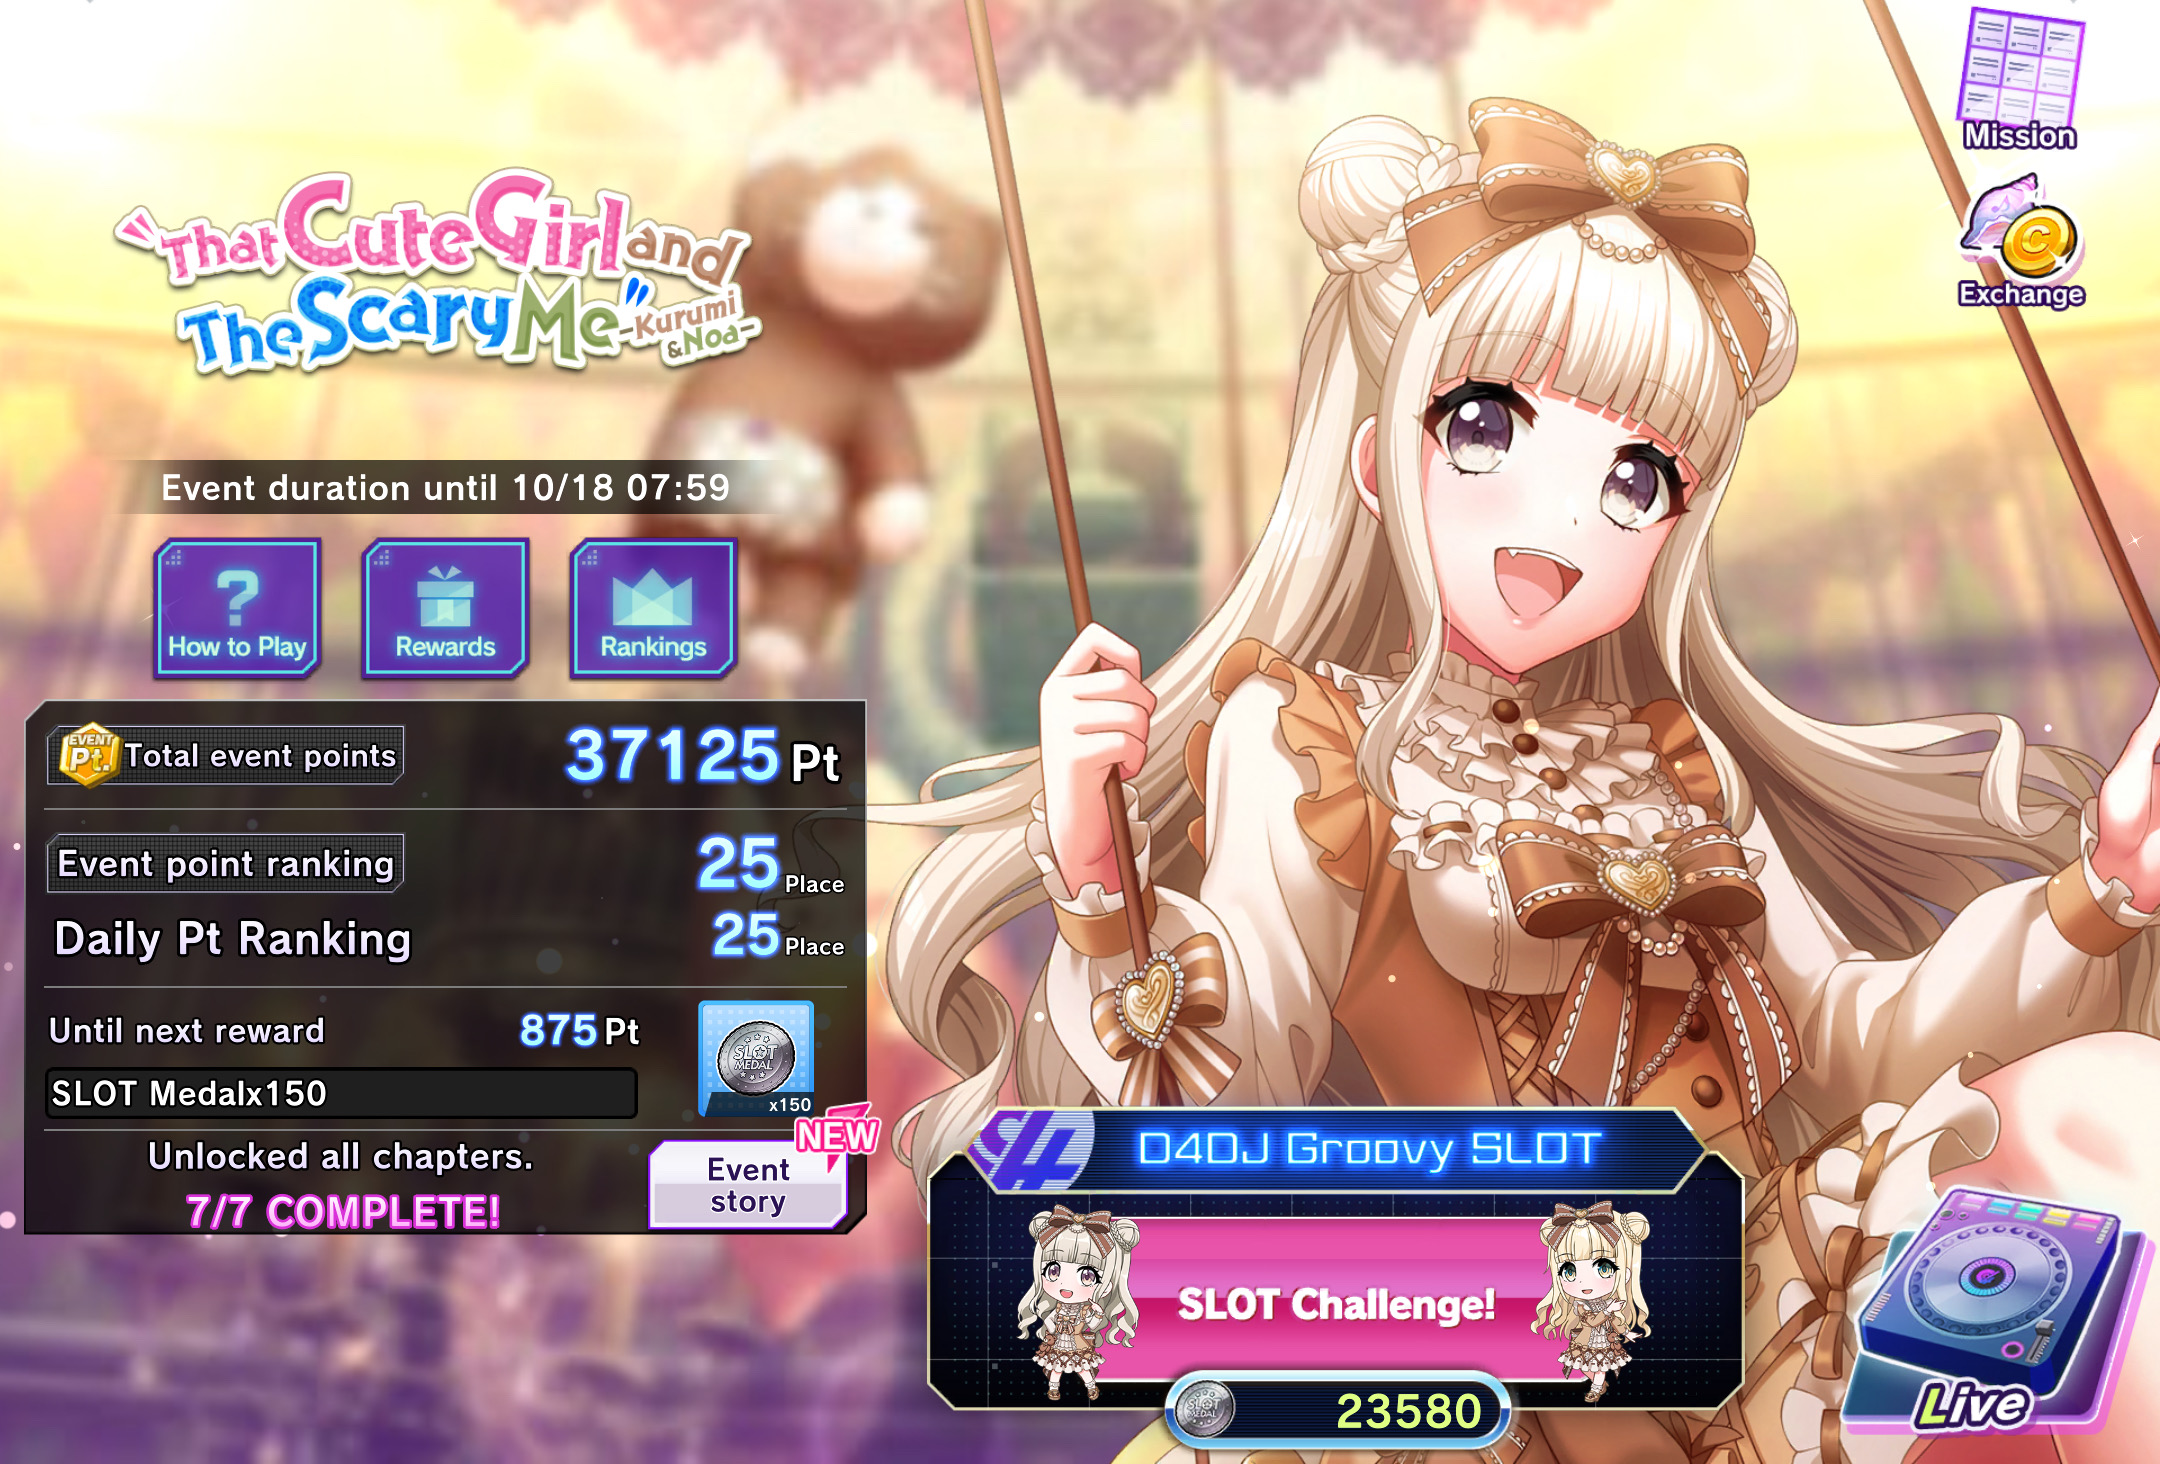 "That Cute Girl and
The Scary Me" -Kurumi
&Noa-
Event duration until 10/18 07:59
?
How to Play
Rewards
Rankings
EVENT
Pt.
Total event points
37125 Pt
Event point ranking
25 Place
Daily Pt Ranking
25 Place
Until next reward
875 Pt
SLOT
MEDAL
x150
SLOT Medalx150
Unlocked all chapters.
7/7 COMPLETE!
NEW
Event
story
Mission
C
Exchange
D4DJ Groovy SLOT
SLOT Challenge!
SLOT
MEDAL
23580
Live